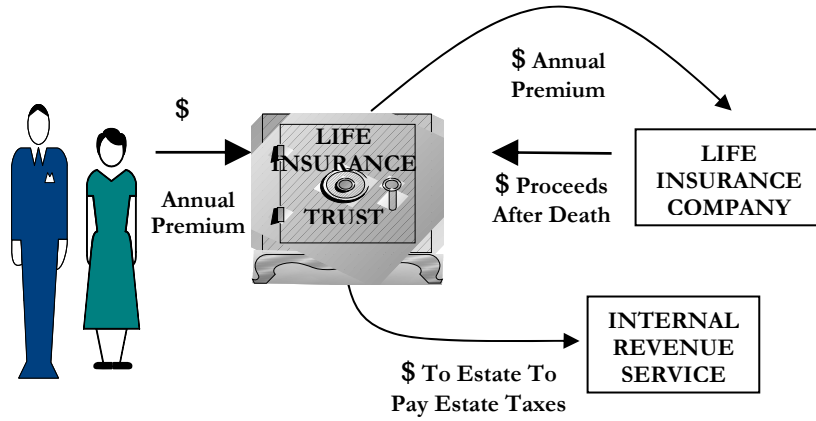 $
Annual
Premium
LIFE
INSURANCE
TRUST
$ Annual
Premium
$ Proceeds
After Death
LIFE
INSURANCE
COMPANY
$ To Estate To
Pay Estate Taxes
INTERNAL
REVENUE
SERVICE